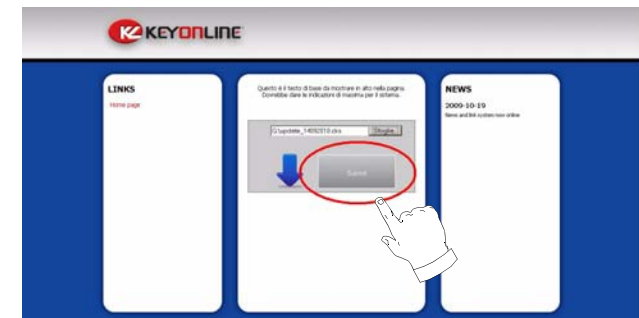 KEYONLINE
LINKS
Home page
Questo è il testo di base da mostrare in alto nella pagina.
Dovrebbe dare le indicazioni di massima per il sistema.
Sfoglia...
Submit
NEWS
2009-10-19
News and link system now online